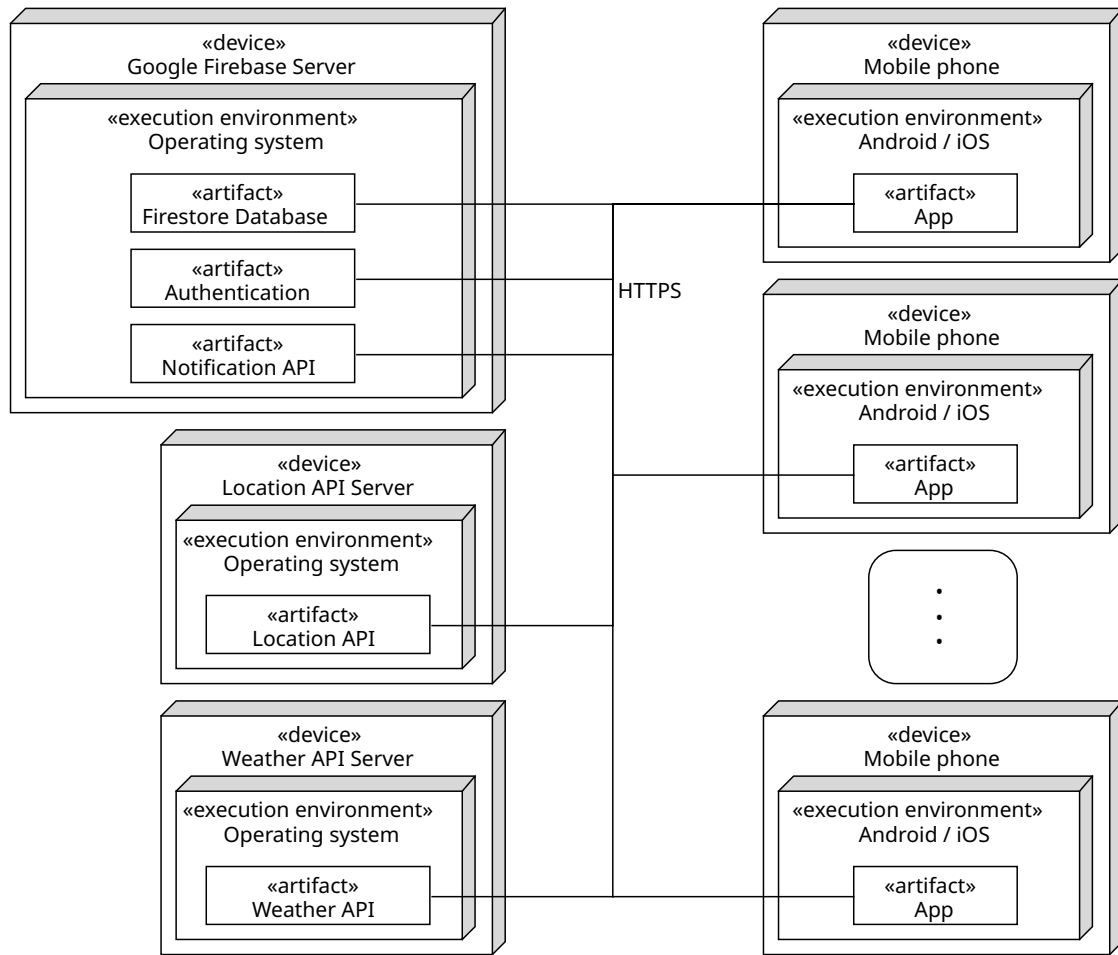 «device»
Google Firebase Server
«execution environment»
Operating system
«artifact»
Firestore Database
«artifact»
Authentication
«artifact»
Notification API
«device»
Location API Server
«execution environment»
Operating system
«artifact»
Location API
«device»
Weather API Server
«execution environment»
Operating system
«artifact»
Weather API
HTTPS
«device»
Mobile phone
«execution environment»
Android / iOS
«artifact»
App
«device»
Mobile phone
«execution environment»
Android / iOS
«artifact»
App
«device»
Mobile phone
«execution environment»
Android / iOS
«artifact»
App